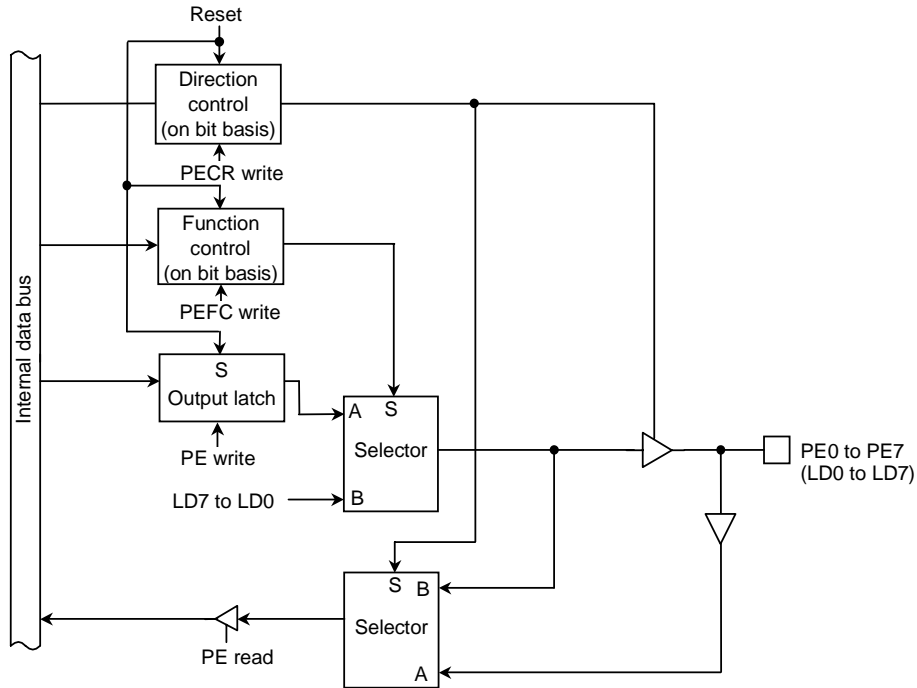 Reset
Direction
control
(on bit basis)
PECR write
Function
control
(on bit basis)
PEFC write
Internal data bus
S
Output latch
PE write
A
S
Selector
B
LD7 to LD0
PE0 to PE7
(LD0 to LD7)
S
B
Selector
A
PE read